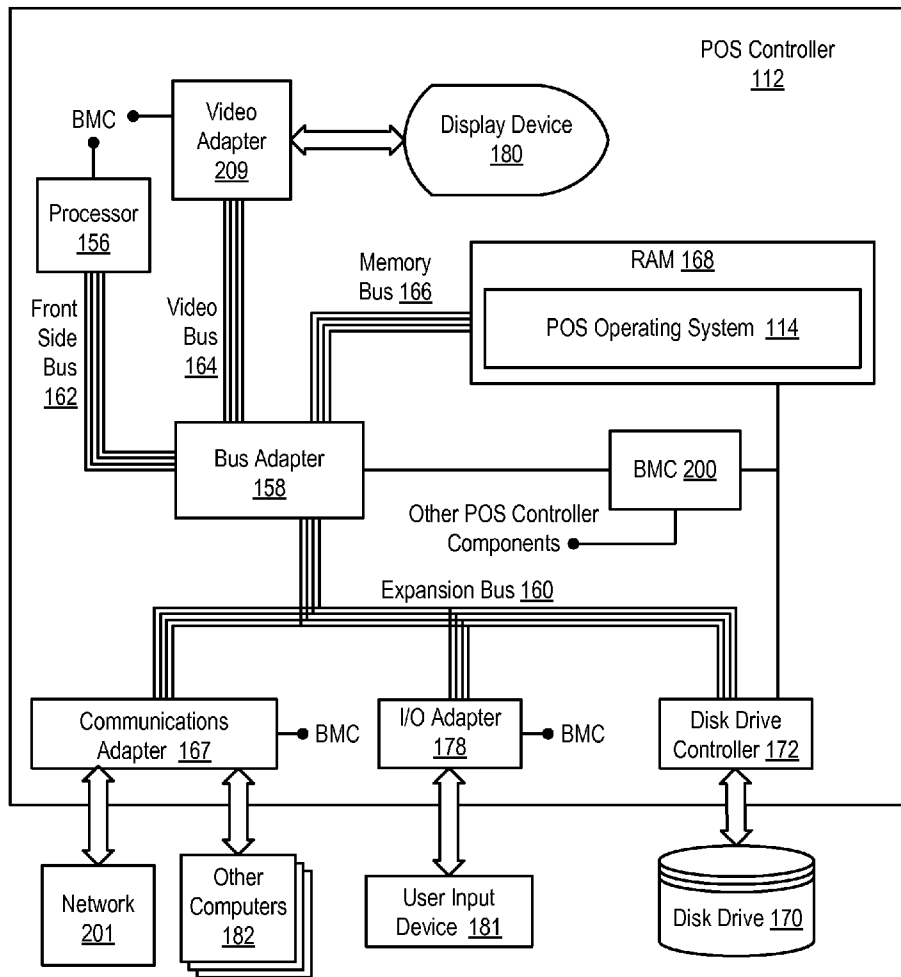 POS Controller
112
BMC
Video
Adapter
209
Display Device
180
Processor
156
RAM 168
POS Operating System 114
Memory
Bus 166
Front
Side
Bus
162
Video
Bus
164
Bus Adapter
158
BMC 200
Other POS Controller
Components
Expansion Bus 160
Communications
Adapter 167
BMC
I/O Adapter
178
BMC
Disk Drive
Controller 172
Network
201
Other
Computers
182
User Input
Device 181
Disk Drive 170